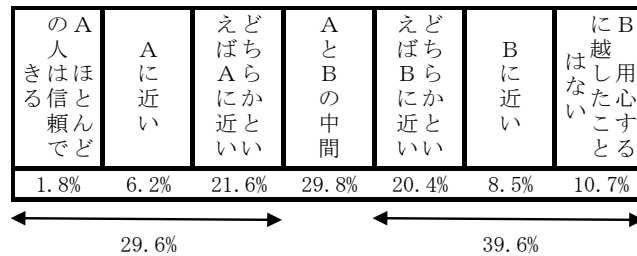 A　ほとんど
の人は信頼で
きる
Aに近い
どちらかとい
えばAに近い
AとBの中間
どちらかとい
えばBに近い
Bに近い
B　用心する
に越したこと
はない
1.8% 6.2% 21.6% 29.8% 20.4% 8.5% 10.7%
29.6% 39.6%